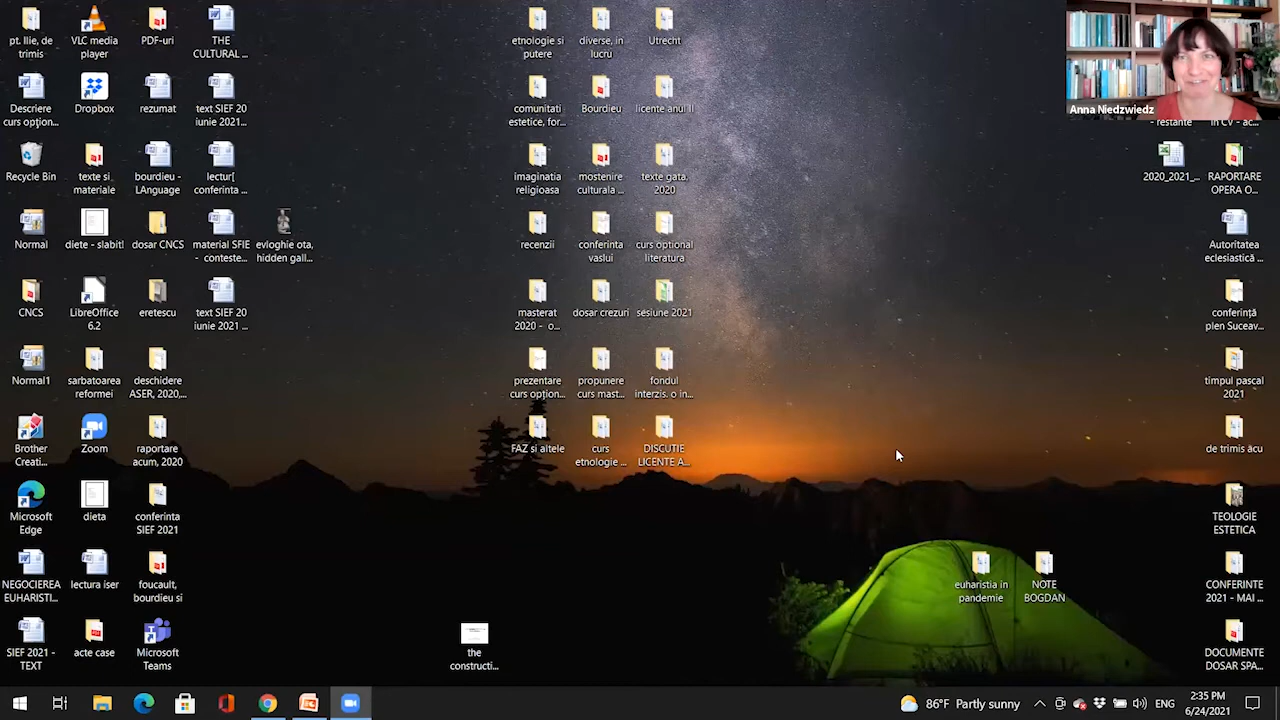 pt. Ilie, de
trimis
VLC media
player
PDF-uri
THE
CULTURAL ...
etnologie si
putere
diverse, in
lucru
Utrecht
Anna Niedzwiedz
Descriere
curs opţion...
Dropbox
rezumat
text SIEF 20
iunie 2021...
comunitati
estetice, for...
Bourdieu
licente anul II
- restante
in CV - ac...
Recycle Bin
texte si
materiale
bourdieu -
LAnguage
lectur[
conferinta ...
imaginatia
religioasa
mostenire
culturala ...
texte gata,
2020
2020_2021_...
RAPORTARE
OPERA O...
Normal
diete - slabit!
dosar CNCS
material SFIE
- conteste...
evloghie ota,
hidden gall...
recenzii
conferinta
vaslui
curs optional
literatura
Autoritatea
eclesiastică ...
CNCS
LibreOffice
6.2
eretescu
text SIEF 20
iunie 2021 ...
masterat
2020 - o...
dosar crezuri
sesiune 2021
conferinţă
plen Suceav...
Normal1
sarbatoarea
reformei
deschidere
ASER, 2020,...
prezentare
curs opţion...
propunere
curs mast...
fondul
interzis. o in...
timpul pascal
2021
Brother
Creati...
Zoom
raportare
acum, 2020
FAZ si altele
curs
etnologie ...
DISCUTIE
LICENTE A...
de trimis acu
Microsoft
Edge
dieta
conferinta
SIEF 2021
TEOLOGIE
ESTETICA
NEGOCIEREA
EUHARISTI...
lectura iser
foucault,
bourdieu si
euharistia in
pandemie
NOTE
BOGDAN
CONFERINTE
2021 - MAI ...
SIEF 2021 -
TEXT
acte case
Microsoft
Teams
the
constructi...
DOCUMENTE
DOSAR SPA...
86°F Partly sunny
ENG
2:35 PM
6/24/2021